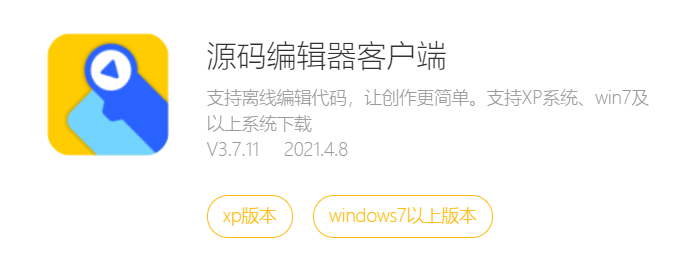 源码编辑器客户端
支持离线编辑代码，让创作更简单。支持XP系统、win7及
以上系统下载
V3.7.11 2021.4.8
xp版本 windows7以上版本